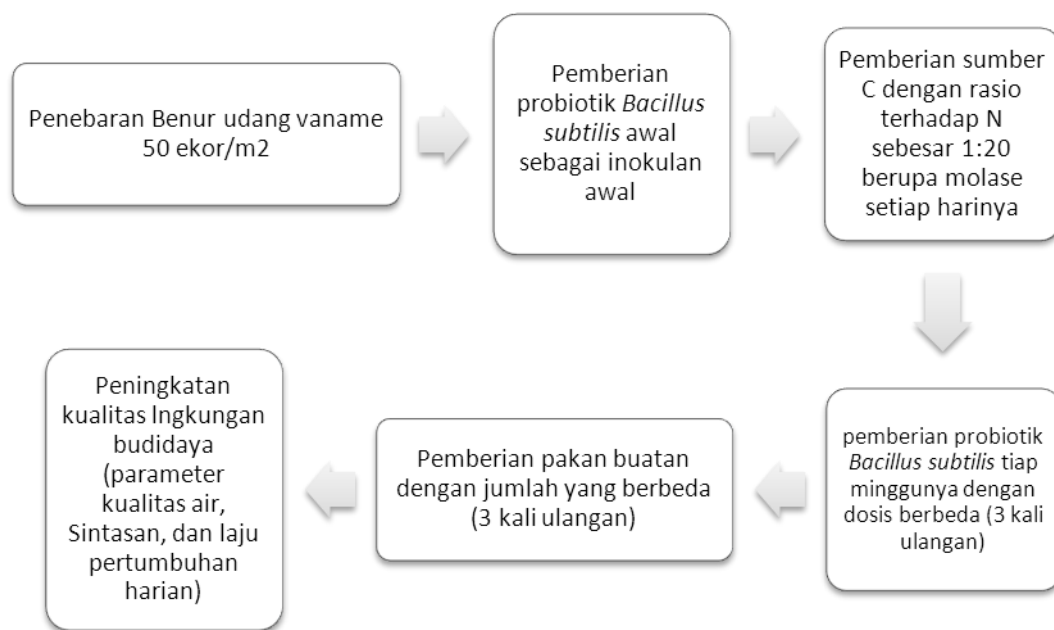 Penebaran Benur udang vaname
50 ekor/m2
Pemberian
probiotik Bacillus
subtilis awal
sebagai inokulan
awal
Pemberian sumber
C dengan rasio
terhadap N
sebesar 1:20
berupa molase
setiap harinya
pemberian probiotik
Bacillus subtilis tiap
minggunya dengan
dosis berbeda (3 kali
ulangan)
Pemberian pakan buatan
dengan jumlah yang berbeda
(3 kali ulangan)
Peningkatan
kualitas lngkungan
budidaya
(parameter
kualitas air,
Sintasan, dan laju
pertumbuhan
harian)